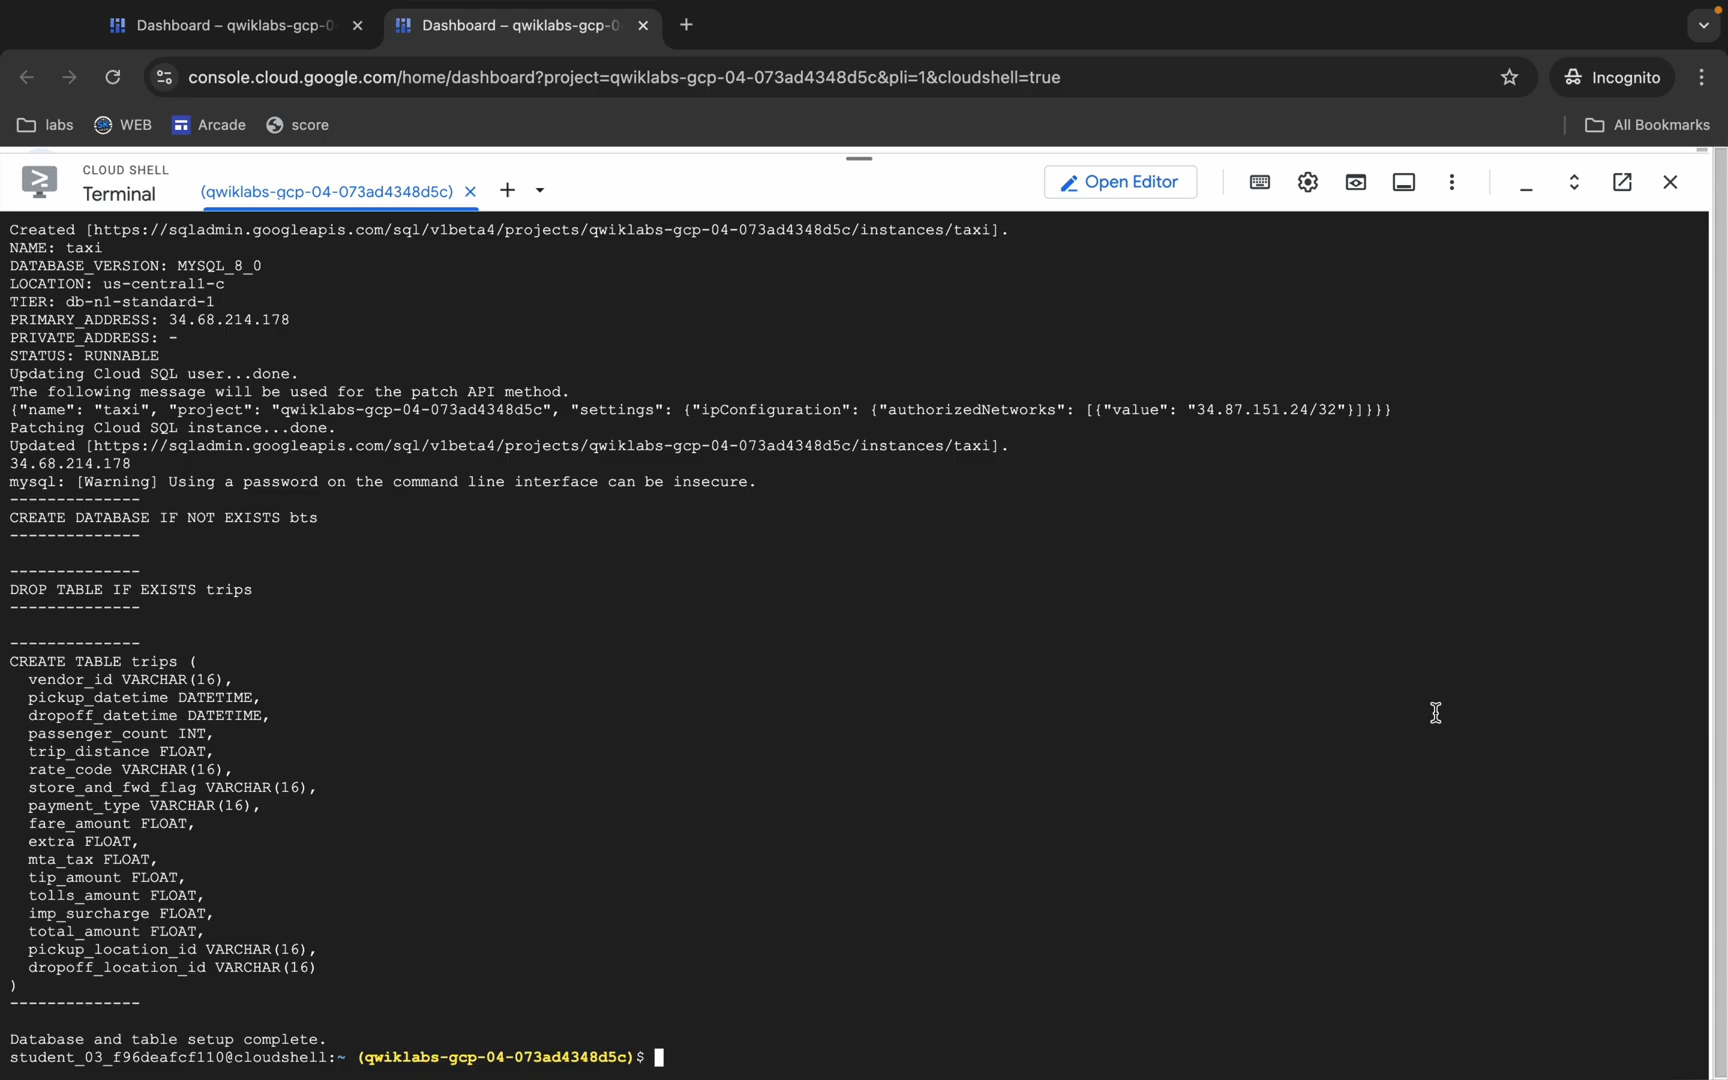 Dashboard – qwiklabs-gcp-0
Dashboard – qwiklabs-gcp-0
console.cloud.google.com/home/dashboard?project=qwiklabs-gcp-04-073ad4348d5c&pli=1&cloudshell=true
Incognito
labs
WEB
Arcade
score
All Bookmarks
CLOUD SHELL
Terminal
(qwiklabs-gcp-04-073ad4348d5c)
Open Editor
Created [https://sqladmin.googleapis.com/sql/v1beta4/projects/qwiklabs-gcp-04-073ad4348d5c/instances/taxi].
NAME: taxi
DATABASE_VERSION: MYSQL_8_0
LOCATION: us-central1-c
TIER: db-n1-standard-1
PRIMARY_ADDRESS: 34.68.214.178
PRIVATE_ADDRESS: -
STATUS: RUNNABLE
Updating Cloud SQL user...done.
The following message will be used for the patch API method.
{"name": "taxi", "project": "qwiklabs-gcp-04-073ad4348d5c", "settings": {"ipConfiguration": {"authorizedNetworks": [{"value": "34.87.151.24/32"}]}}}
Patching Cloud SQL instance...done.
Updated [https://sqladmin.googleapis.com/sql/v1beta4/projects/qwiklabs-gcp-04-073ad4348d5c/instances/taxi].
34.68.214.178
mysql: [Warning] Using a password on the command line interface can be insecure.
--------------
CREATE DATABASE IF NOT EXISTS bts
--------------
--------------
DROP TABLE IF EXISTS trips
--------------
--------------
CREATE TABLE trips (
vendor_id VARCHAR(16),
pickup_datetime DATETIME,
dropoff_datetime DATETIME,
passenger_count INT,
trip_distance FLOAT,
rate_code VARCHAR(16),
store_and_fwd_flag VARCHAR(16),
payment_type VARCHAR(16),
fare_amount FLOAT,
extra FLOAT,
mta_tax FLOAT,
tip_amount FLOAT,
tolls_amount FLOAT,
imp_surcharge FLOAT,
total_amount FLOAT,
pickup_location_id VARCHAR(16),
dropoff_location_id VARCHAR(16)
)
--------------
Database and table setup complete.
student_03_f96deafcf110@cloudshell:~ (qwiklabs-gcp-04-073ad4348d5c)$